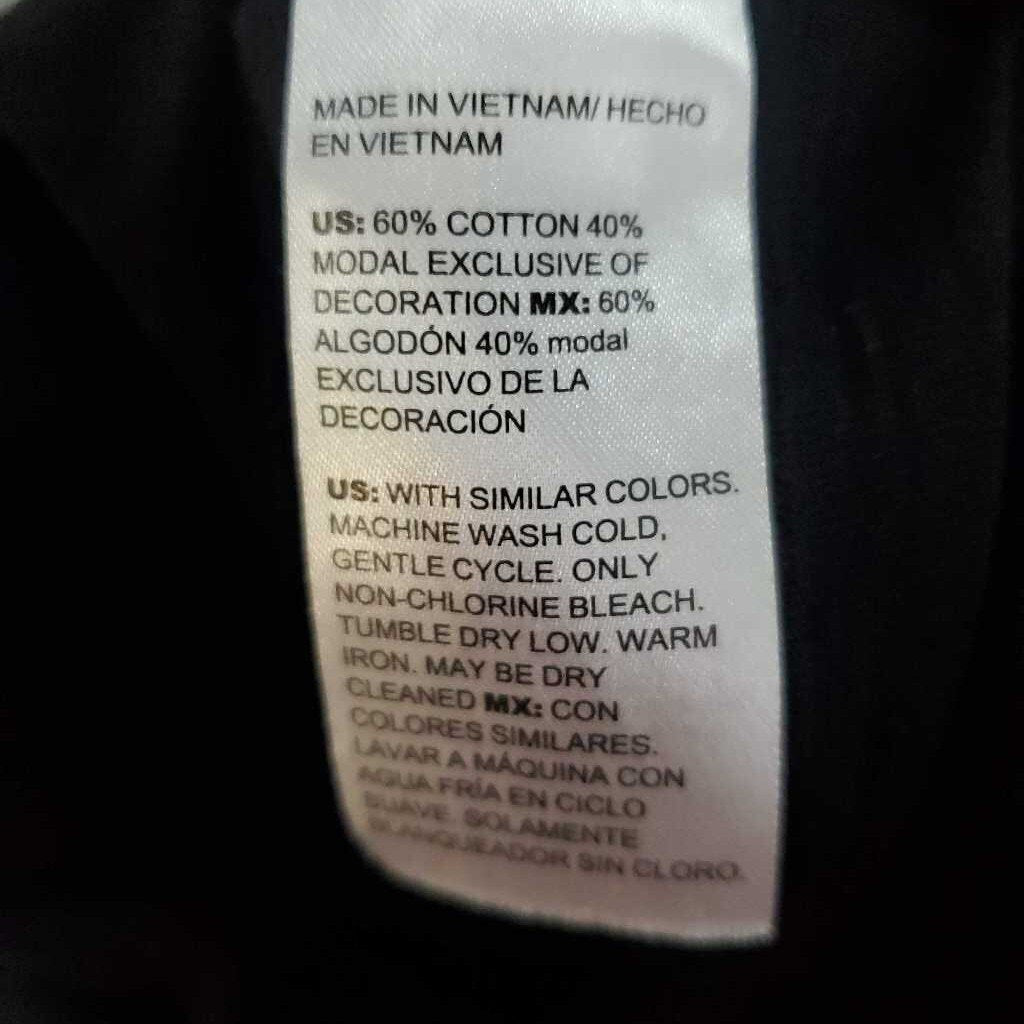 MADE IN VIETNAM/ HECHO
EN VIETNAM
US: 60% COTTON 40%
MODAL EXCLUSIVE OF
DECORATION MX: 60%
ALGODÓN 40% modal
EXCLUSIVO DE LA
DECORACIÓN
US: WITH SIMILAR COLORS.
MACHINE WASH COLD,
GENTLE CYCLE. ONLY
NON-CHLORINE BLEACH.
TUMBLE DRY LOW. WARM
IRON. MAY BE DRY
CLEANED MX: CON
COLORES SIMILARES.
LAVAR A MÁQUINA CON
AGUA FRÍA EN CICLO
SUAVE. SOLAMENTE
BLANQUEADOR SIN CLORO.